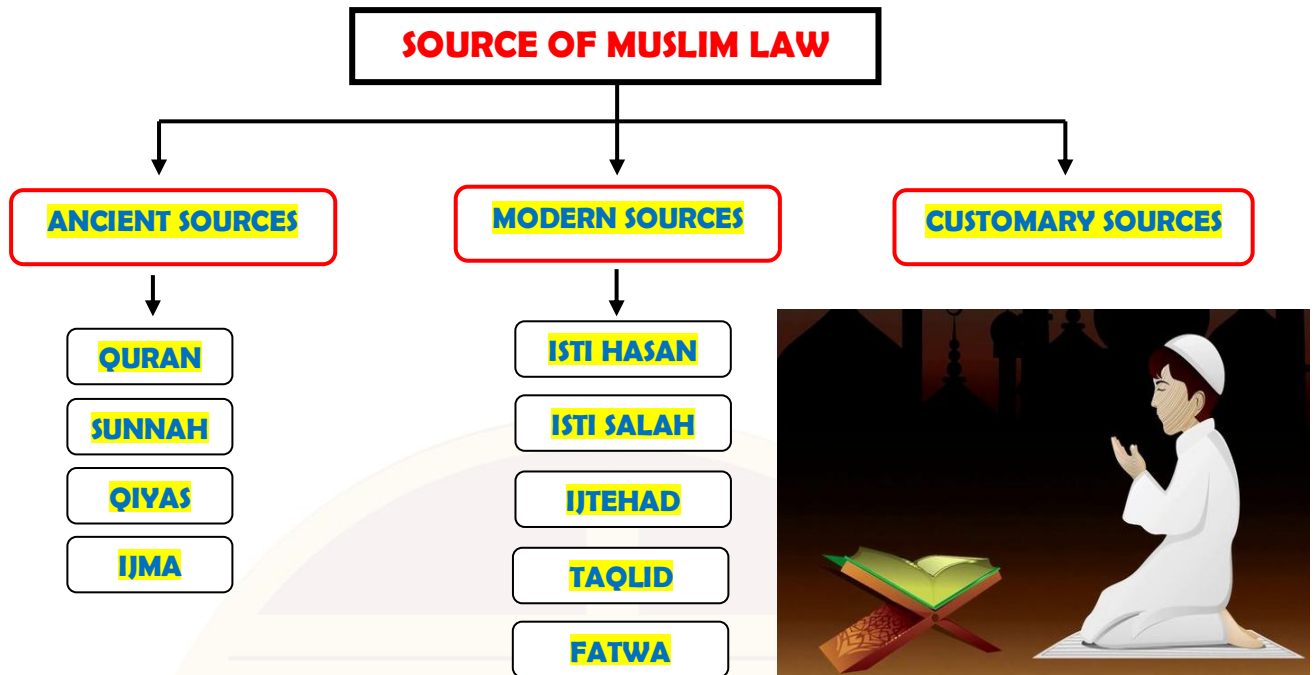 SOURCE OF MUSLIM LAW
ANCIENT SOURCES
MODERN SOURCES
CUSTOMARY SOURCES
QURAN
SUNNAH
QIYAS
IJMA
ISTI HASAN
ISTI SALAH
IJTEHAD
TAQLID
FATWA